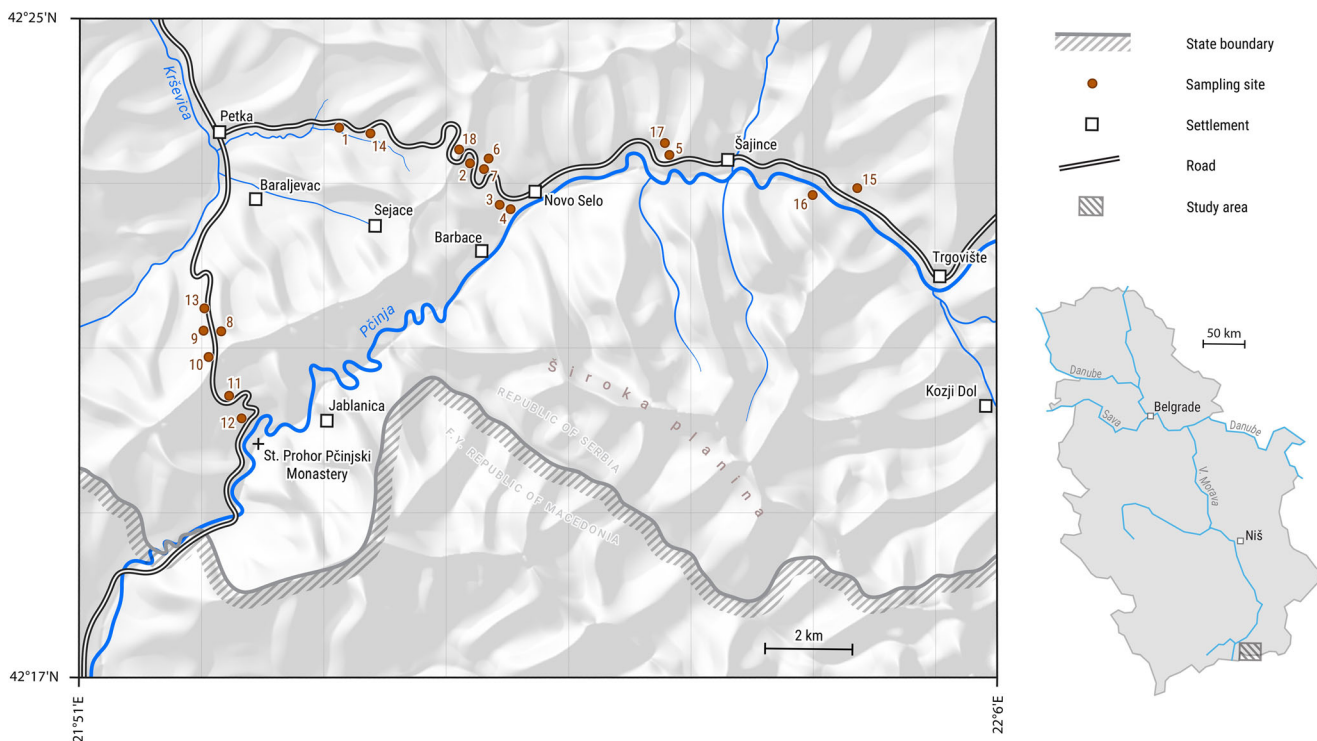 42°25'N
Krševica
Petka
1
14
18
2
6
7
17
5
Šajince
Baraljevac
Sejace
3
4
Novo Selo
Barbace
15
16
Trgovište
13
9
8
10
Pčinja
11
12
Jablanica
St. Prohor Pčinjski
Monastery
Široka planina
REPUBLIC OF SERBIA
F.Y. REPUBLIC OF MACEDONIA
Kozji Dol
2 km
42°17'N
21°51'E
22°6'E
State boundary
Sampling site
Settlement
Road
Study area
50 km
Danube
Belgrade
Sava
Danube
V. Morava
Niš